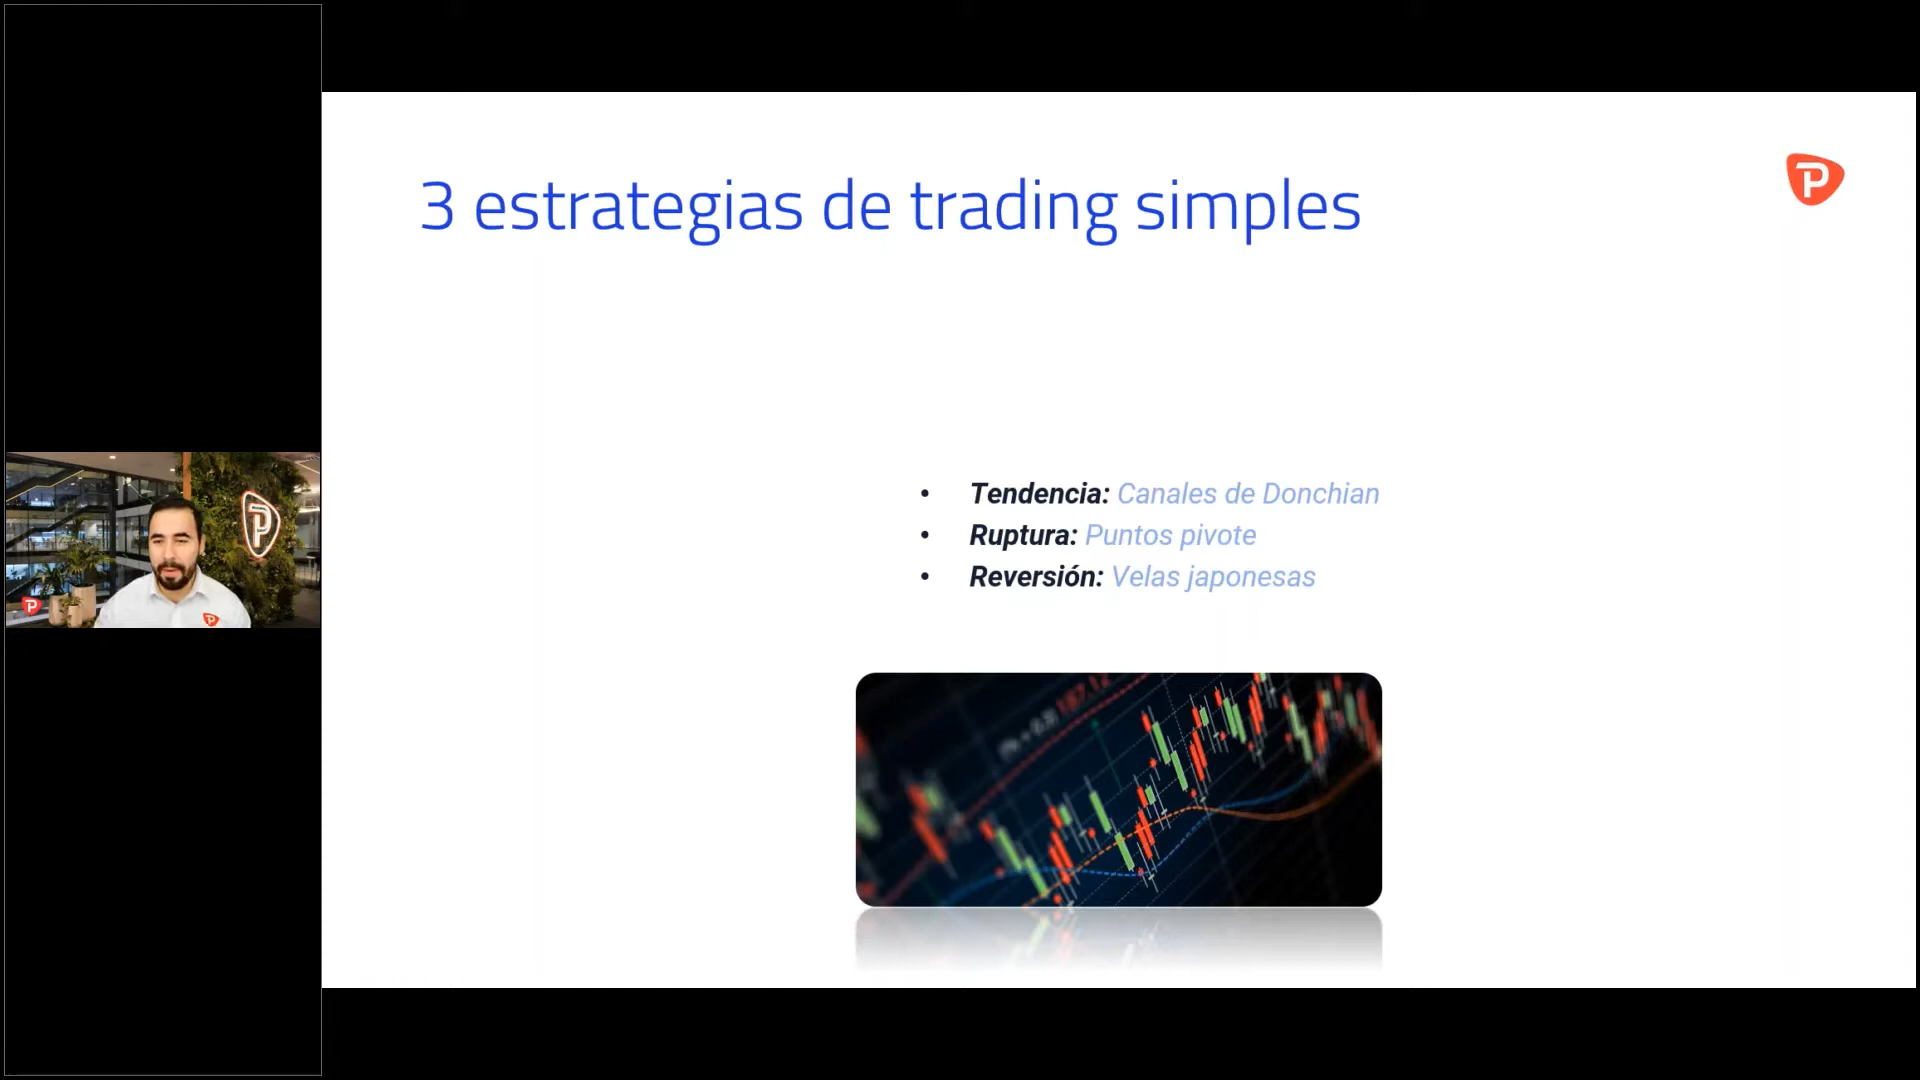 3 estrategias de trading simples
• Tendencia: Canales de Donchian
• Ruptura: Puntos pivote
• Reversión: Velas japonesas